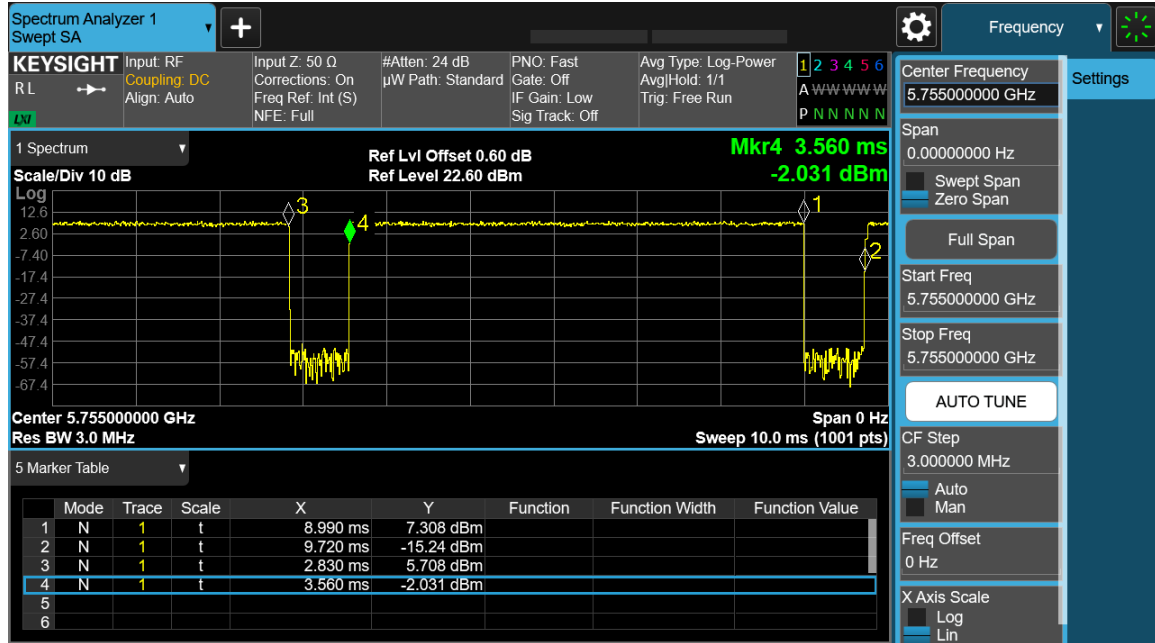 Spectrum Analyzer 1
Swept SA
Frequency
KEYSIGHT
R L
LXI
Input: RF
Coupling: DC
Align: Auto
Input Z: 50 Ω
Corrections: On
Freq Ref: Int (S)
NFE: Full
#Atten: 24 dB
µW Path: Standard
PNO: Fast
Gate: Off
IF Gain: Low
Sig Track: Off
Avg Type: Log-Power
Avg|Hold: 1/1
Trig: Free Run
1 2 3 4 5 6
A W W W W W
P N N N N N
1 Spectrum
Scale/Div 10 dB
Ref Lvl Offset 0.60 dB
Ref Level 22.60 dBm
Mkr4 3.560 ms
-2.031 dBm
Log
12.6
2.60
-7.40
-17.4
-27.4
-37.4
-47.4
-57.4
-67.4
3
4
1
2
Center 5.755000000 GHz
Res BW 3.0 MHz
Span 0 Hz
Sweep 10.0 ms (1001 pts)
5 Marker Table
Mode Trace Scale X Y Function Function Width Function Value
1 N 1 t 8.990 ms 7.308 dBm
2 N 1 t 9.720 ms -15.24 dBm
3 N 1 t 2.830 ms 5.708 dBm
4 N 1 t 3.560 ms -2.031 dBm
5
6
Center Frequency
5.755000000 GHz
Settings
Span
0.00000000 Hz
Swept Span
Zero Span
Full Span
Start Freq
5.755000000 GHz
Stop Freq
5.755000000 GHz
AUTO TUNE
CF Step
3.000000 MHz
Auto
Man
Freq Offset
0 Hz
X Axis Scale
Log
Lin